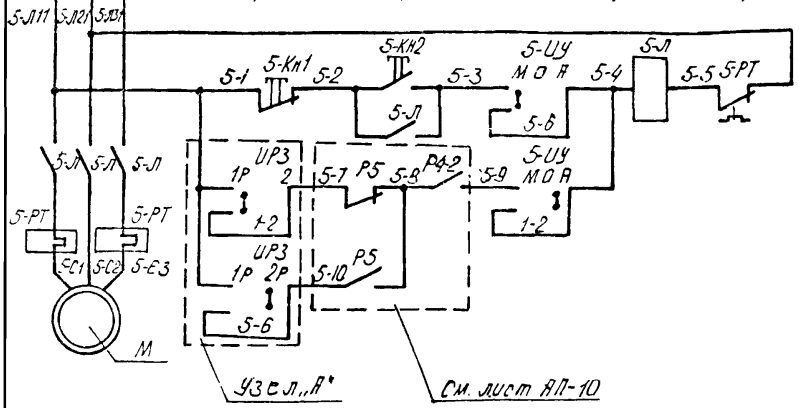 5-Л11 5-Л21 5-Л31
5-1 5-Кн1 5-2 5-Кн2 5-3 5-ИУ 5-4 5-Л 5-5 5-РТ
М О А
5-Л
5-6
5-Л 5-Л 5-Л
ИР3
1Р 2
1-2
5-7 Р5 5-8 Р4-2 5-9 5-ИУ
М О А
1-2
5-РТ 5-РТ
5-С1 5-С2 5-С3
ИР3
1Р 2Р
5-6
5-10 Р5
М
Узел „А"
См. лист АП-10